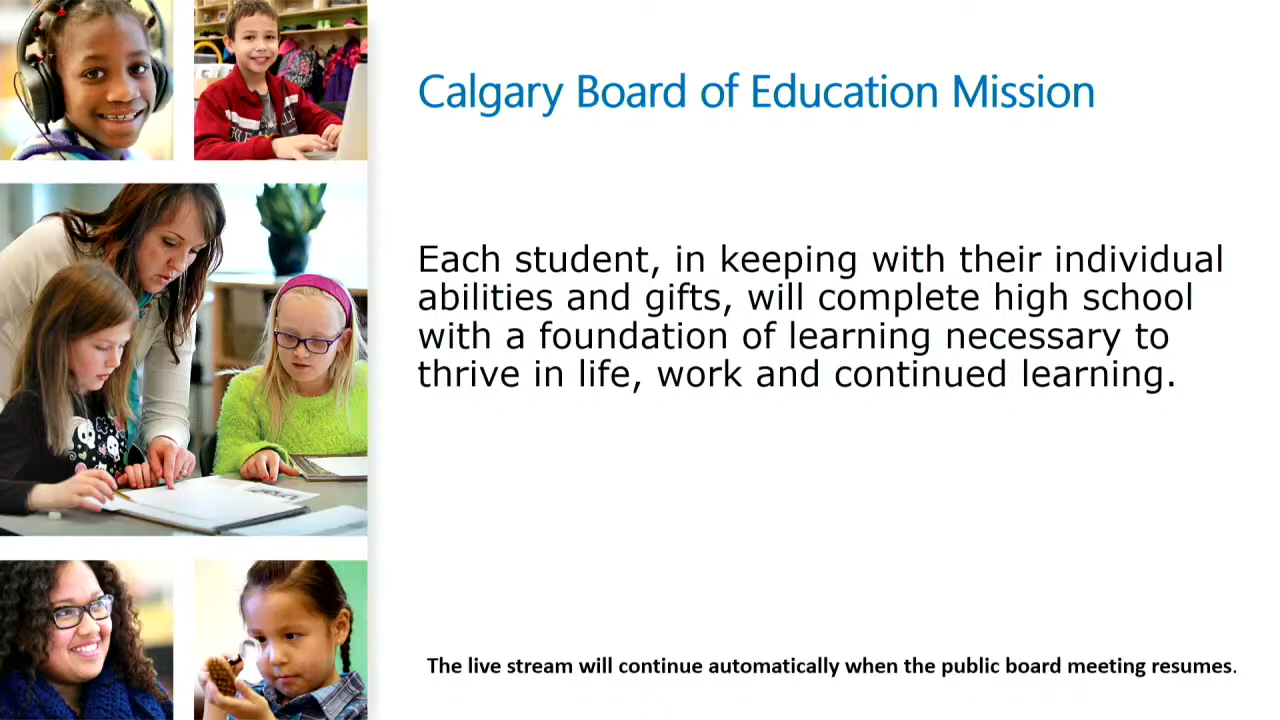 Calgary Board of Education Mission
Each student, in keeping with their individual
abilities and gifts, will complete high school
with a foundation of learning necessary to
thrive in life, work and continued learning.
The live stream will continue automatically when the public board meeting resumes.